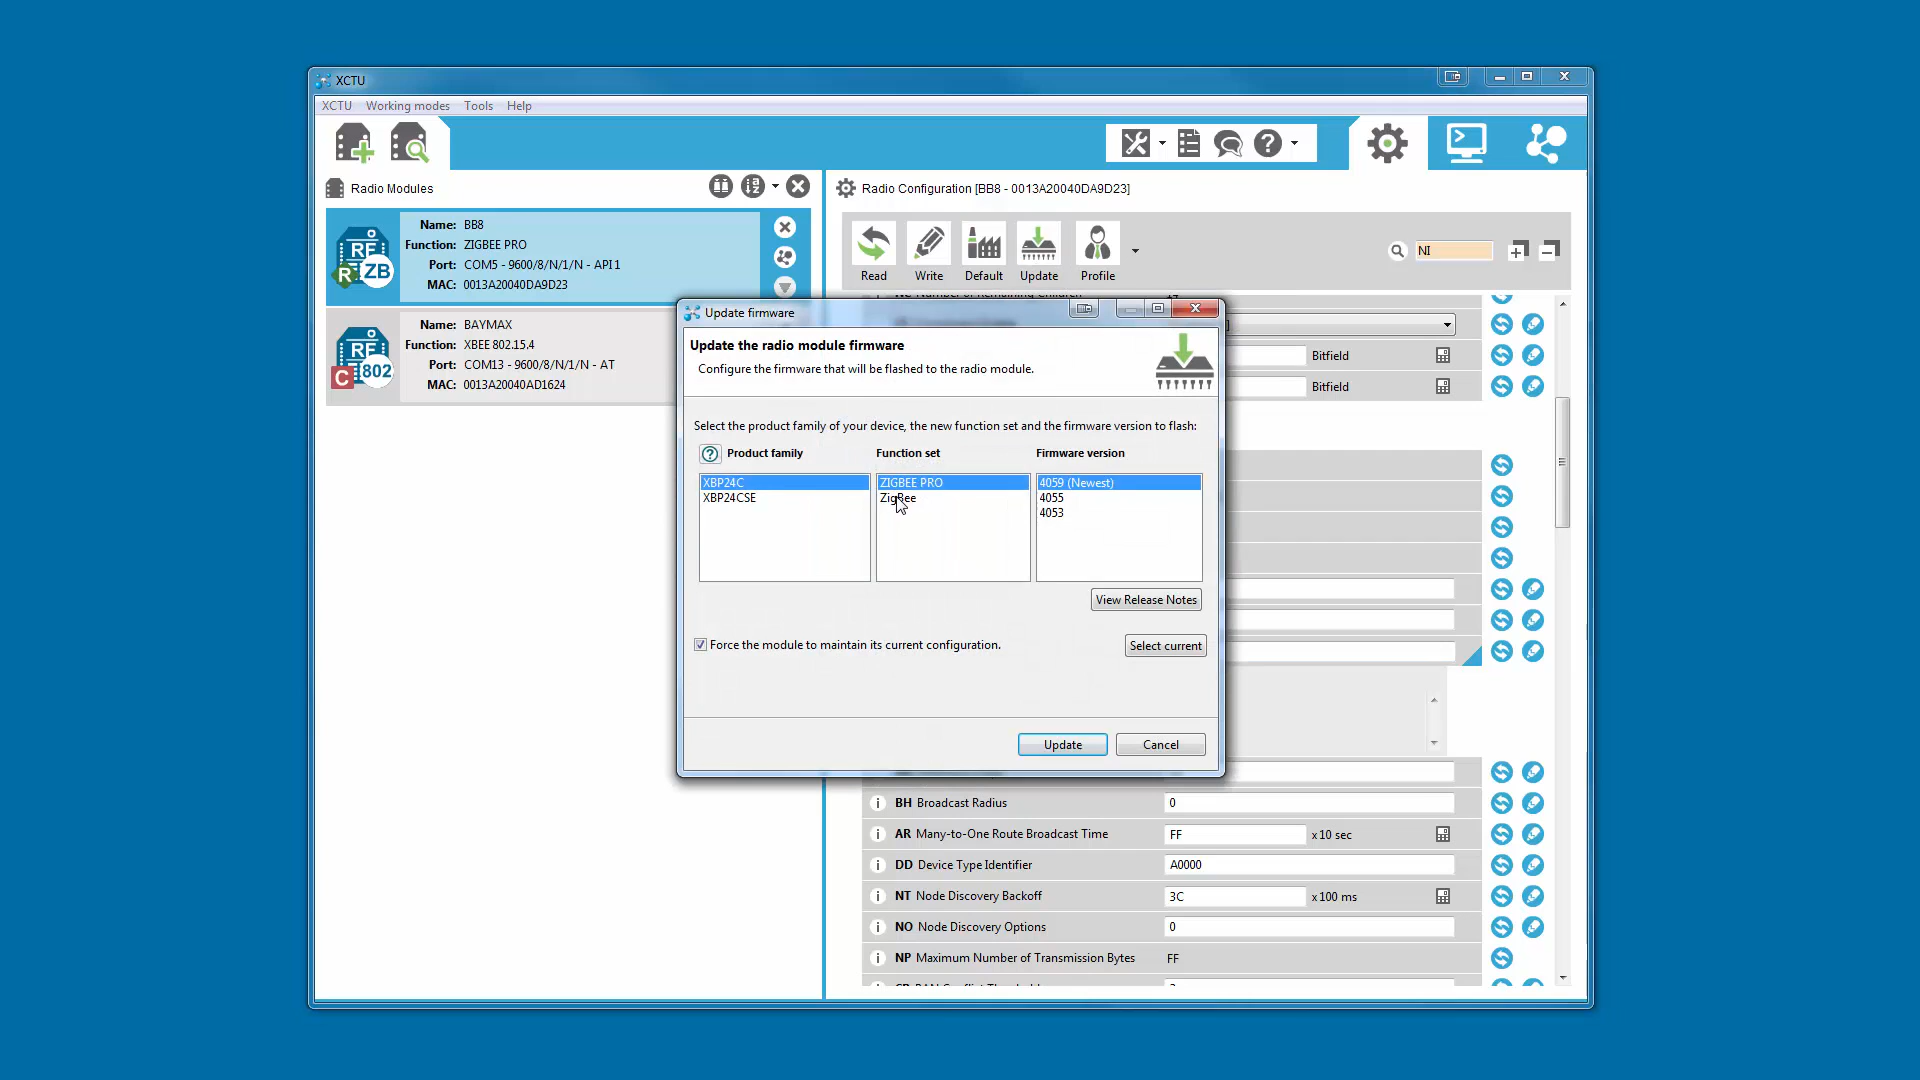 XCTU
XCTU Working modes Tools Help
Radio Modules
Radio Configuration [BB8 - 0013A20040DA9D23]
Name: BB8
Function: ZIGBEE PRO
Port: COM5 - 9600/8/N/1/N - API 1
MAC: 0013A20040DA9D23
RF
R
ZB
Read Write Default Update Profile
NI
Name: BAYMAX
Function: XBEE 802.15.4
Port: COM13 - 9600/8/N/1/N - AT
MAC: 0013A20040AD1624
RF
C
802
Bitfield
Bitfield
Update firmware
Update the radio module firmware
Configure the firmware that will be flashed to the radio module.
Select the product family of your device, the new function set and the firmware version to flash:
Product family Function set Firmware version
XBP24C ZIGBEE PRO 4059 (Newest)
XBP24CSE ZigBee 4055
4053
View Release Notes
Force the module to maintain its current configuration.
Select current
Update Cancel
BH Broadcast Radius 0
AR Many-to-One Route Broadcast Time FF x 10 sec
DD Device Type Identifier A0000
NT Node Discovery Backoff 3C x 100 ms
NO Node Discovery Options 0
NP Maximum Number of Transmission Bytes FF